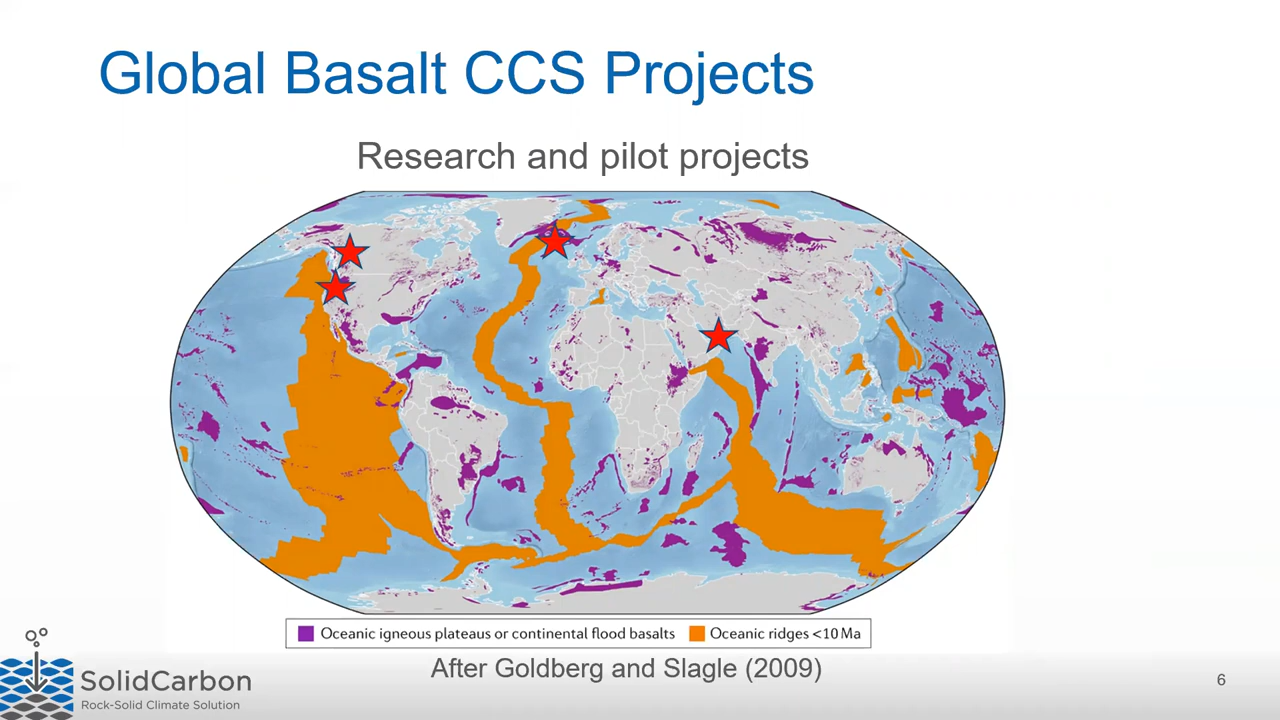 Global Basalt CCS Projects
Research and pilot projects
Oceanic igneous plateaus or continental flood basalts
Oceanic ridges <10 Ma
After Goldberg and Slagle (2009)
SolidCarbon
Rock-Solid Climate Solution
6